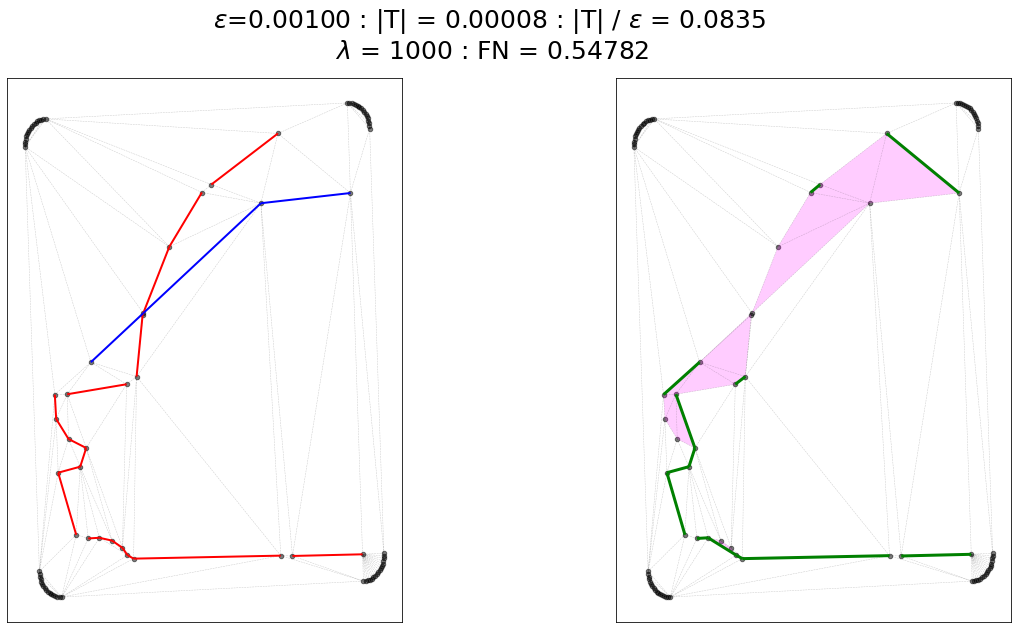 ε=0.00100 : |T| = 0.00008 : |T| / ε = 0.0835
λ = 1000 : FN = 0.54782